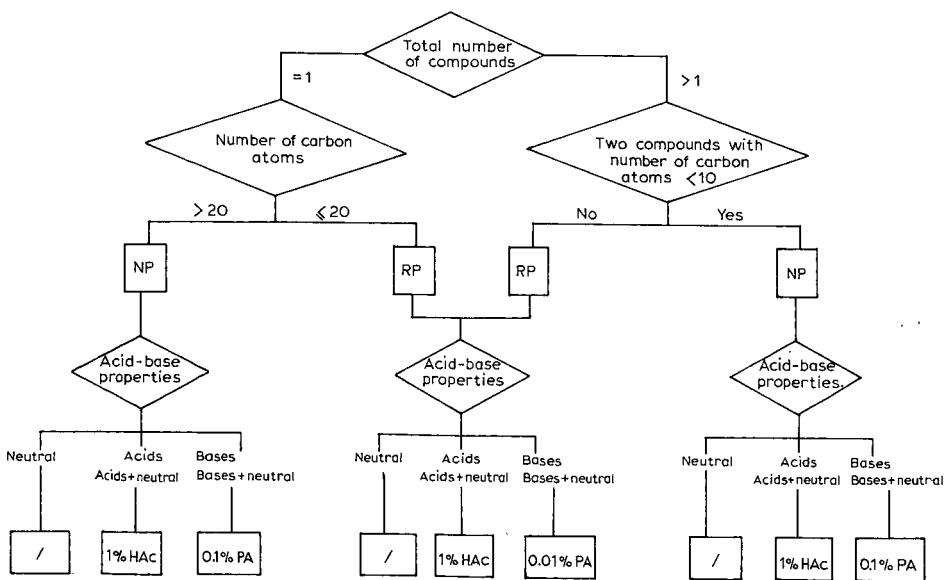 Total number
of compounds
=1
>1
Number of carbon
atoms
Two compounds with
number of carbon
atoms <10
>20
⩽20
No
Yes
NP
RP
RP
NP
Acid-base
properties
Acid-base
properties
Acid-base
properties.
Neutral
Acids
Acids+neutral
Bases
Bases+neutral
Neutral
Acids
Acids+neutral
Bases
Bases+neutral
Neutral
Acids
Acids+neutral
Bases
Bases+neutral
/
1% HAc
0.1% PA
/
1% HAc
0.01% PA
/
1% HAc
0.1% PA